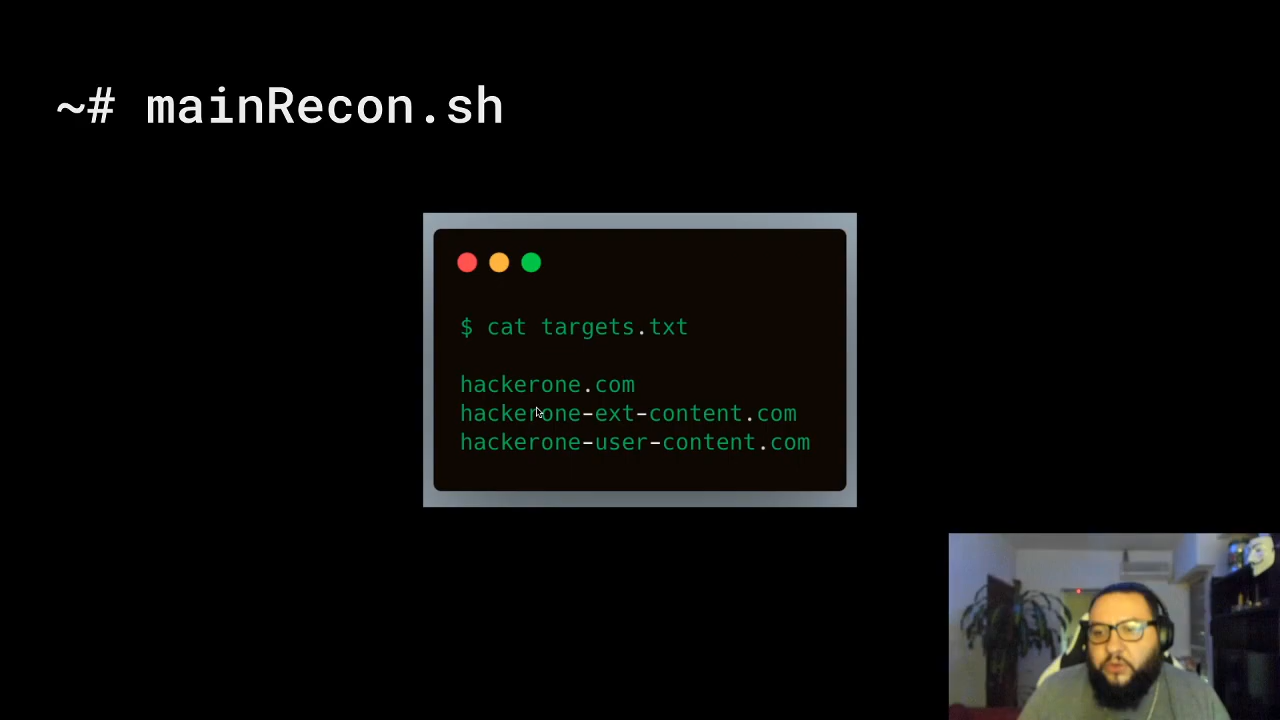 ~# mainRecon.sh
$ cat targets.txt
hackerone.com
hackerone-ext-content.com
hackerone-user-content.com